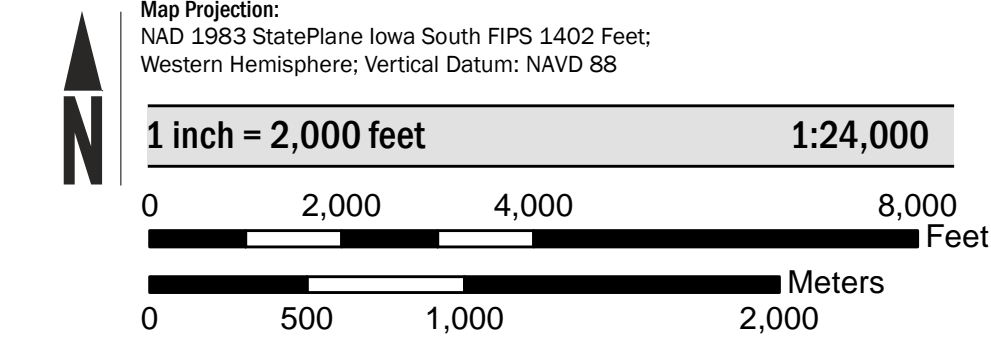 Map Projection:
NAD 1983 StatePlane Iowa South FIPS 1402 Feet;
Western Hemisphere; Vertical Datum: NAVD 88
N
1 inch = 2,000 feet 1:24,000
0 2,000 4,000 8,000
Feet
Meters
0 500 1,000 2,000